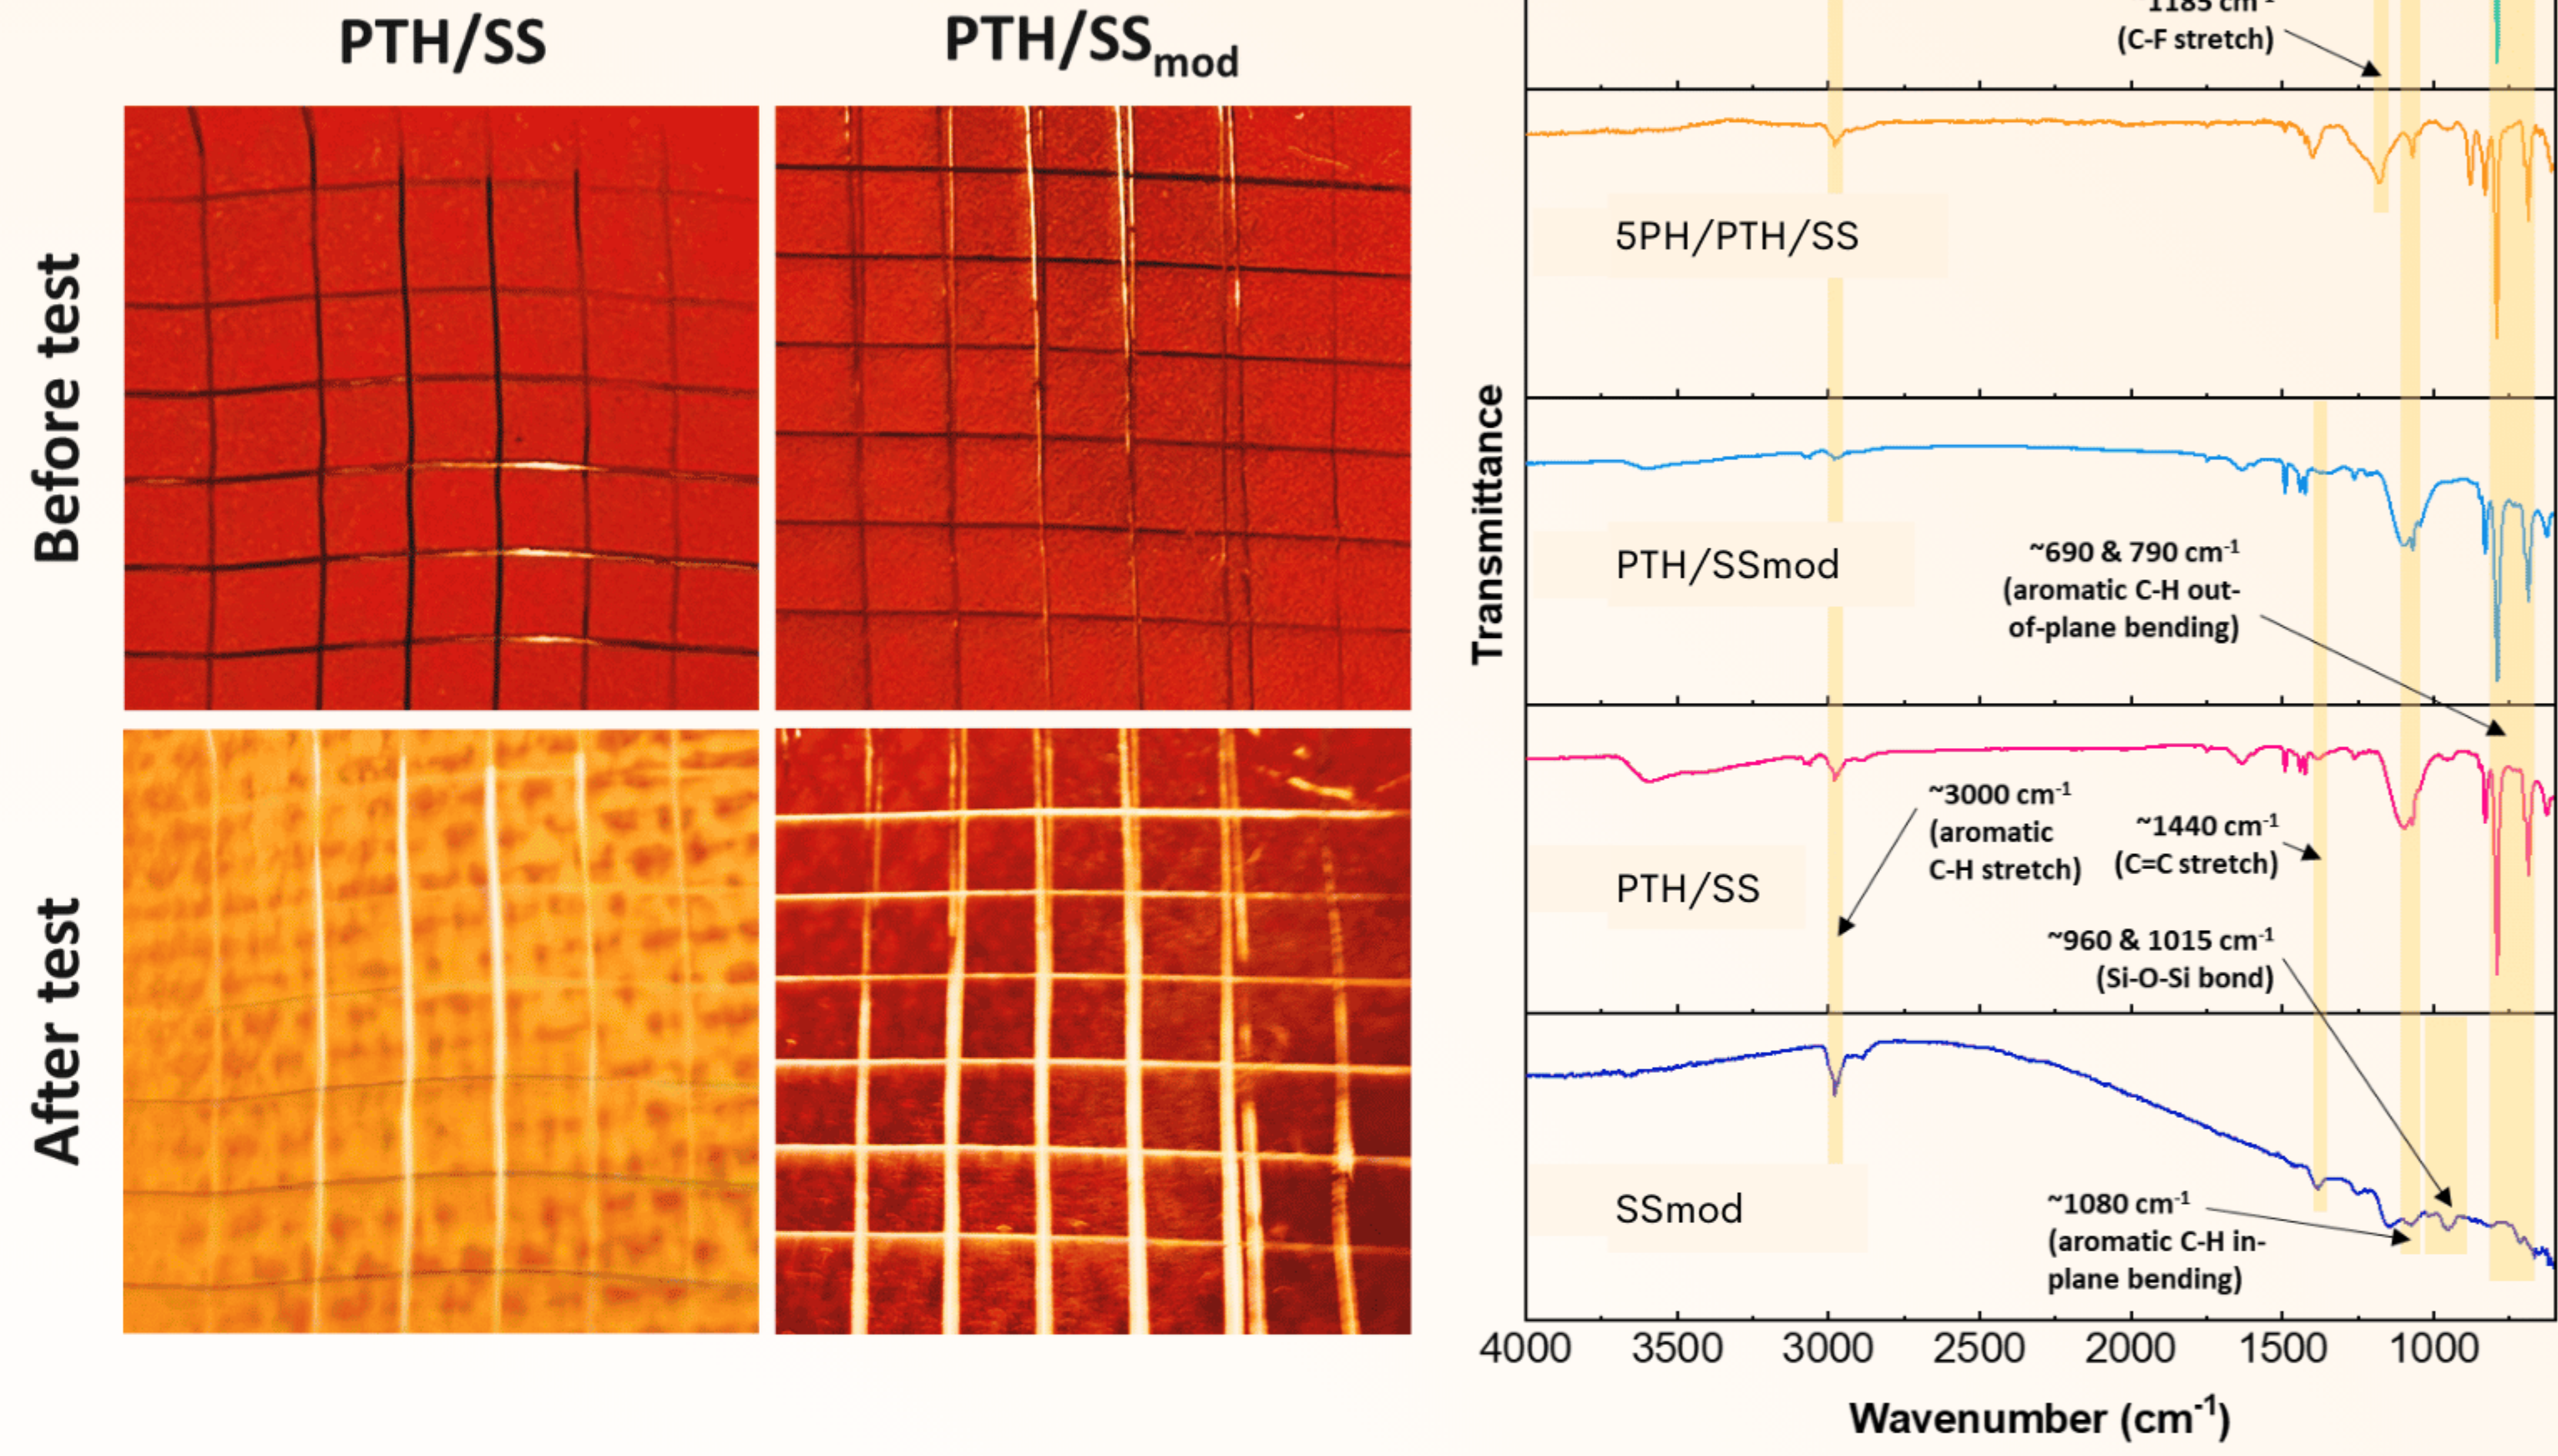 PTH/SS
PTH/SSmod
Before test
After test
~1185 cm-1
(C-F stretch)
5PH/PTH/SS
PTH/SSmod
~690 & 790 cm-1
(aromatic C-H out-
of-plane bending)
PTH/SS
~3000 cm-1
(aromatic
C-H stretch)
~1440 cm-1
(C=C stretch)
~960 & 1015 cm-1
(Si-O-Si bond)
SSmod
~1080 cm-1
(aromatic C-H in-
plane bending)
Transmittance
4000 3500 3000 2500 2000 1500 1000
Wavenumber (cm-1)